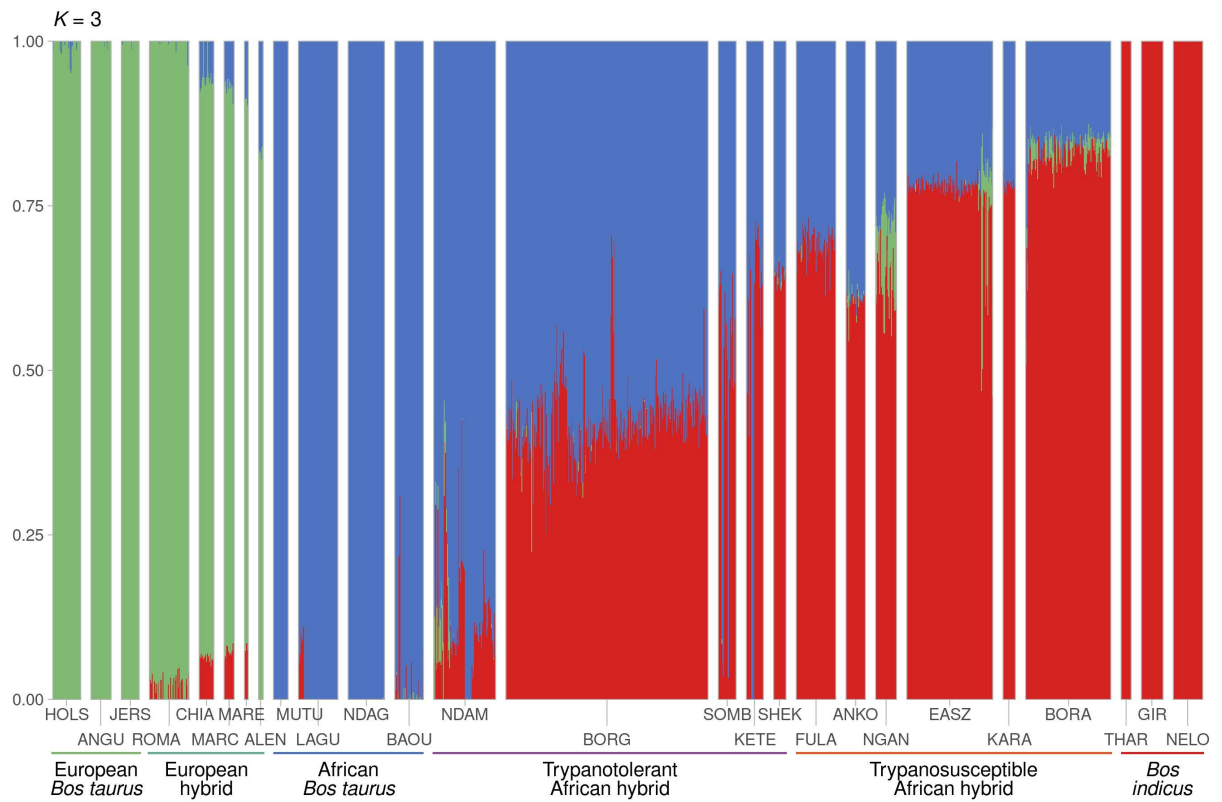 K = 3
1.00
0.75
0.50
0.25
0.00
HOLS JERS CHIA MARE MUTU NDAG NDAM SOMB SHEK ANKO EASZ BORA GIR
ANGU ROMA MARC ALEN LAGU BAOU BORG KETE FULA NGAN KARA THAR NELO
European European African Trypanotolerant Trypanosusceptible Bos
Bos taurus hybrid Bos taurus African hybrid African hybrid indicus